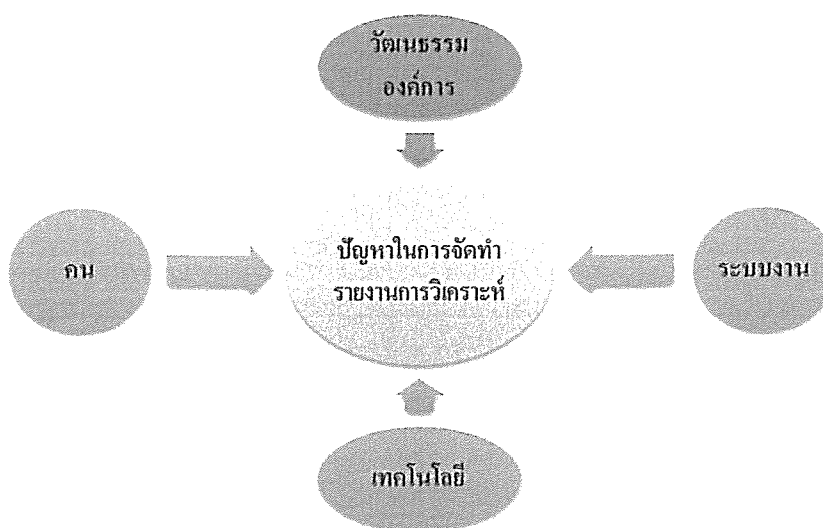 วัฒนธรรม
องค์การ
คน
ปัญหาในการจัดทำ
รายงานการวิเคราะห์
ระบบงาน
เทคโนโลยี